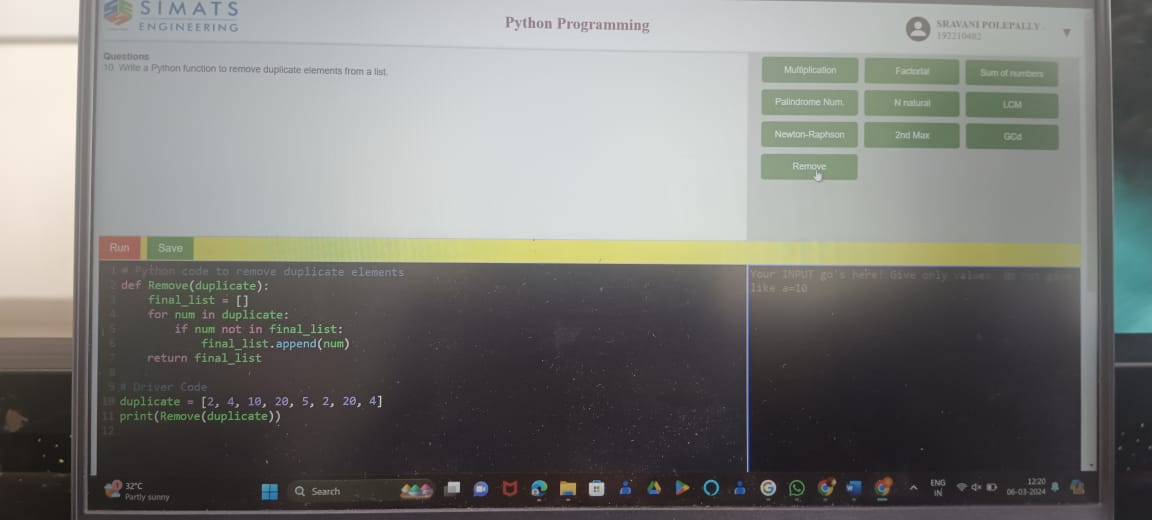 SIMATS
ENGINEERING
Python Programming
SRAVANI POLEPALLY
192210482
Questions
10. Write a Python function to remove duplicate elements from a list.
Multiplication
Factorial
Sum of numbers
Palindrome Num.
N natural
LCM
Newton-Raphson
2nd Max
GCd
Remove
Run
Save
1 # Python code to remove duplicate elements
2 def Remove(duplicate):
3 final_list = []
4 for num in duplicate:
5 if num not in final_list:
6 final_list.append(num)
7 return final_list
8
9 # Driver Code
10 duplicate = [2, 4, 10, 20, 5, 2, 20, 4]
11 print(Remove(duplicate))
12
Your INPUT go's here! Give only values
like a=10
32°C
Partly sunny
Search
ENG
IN
12:20
06-03-2024